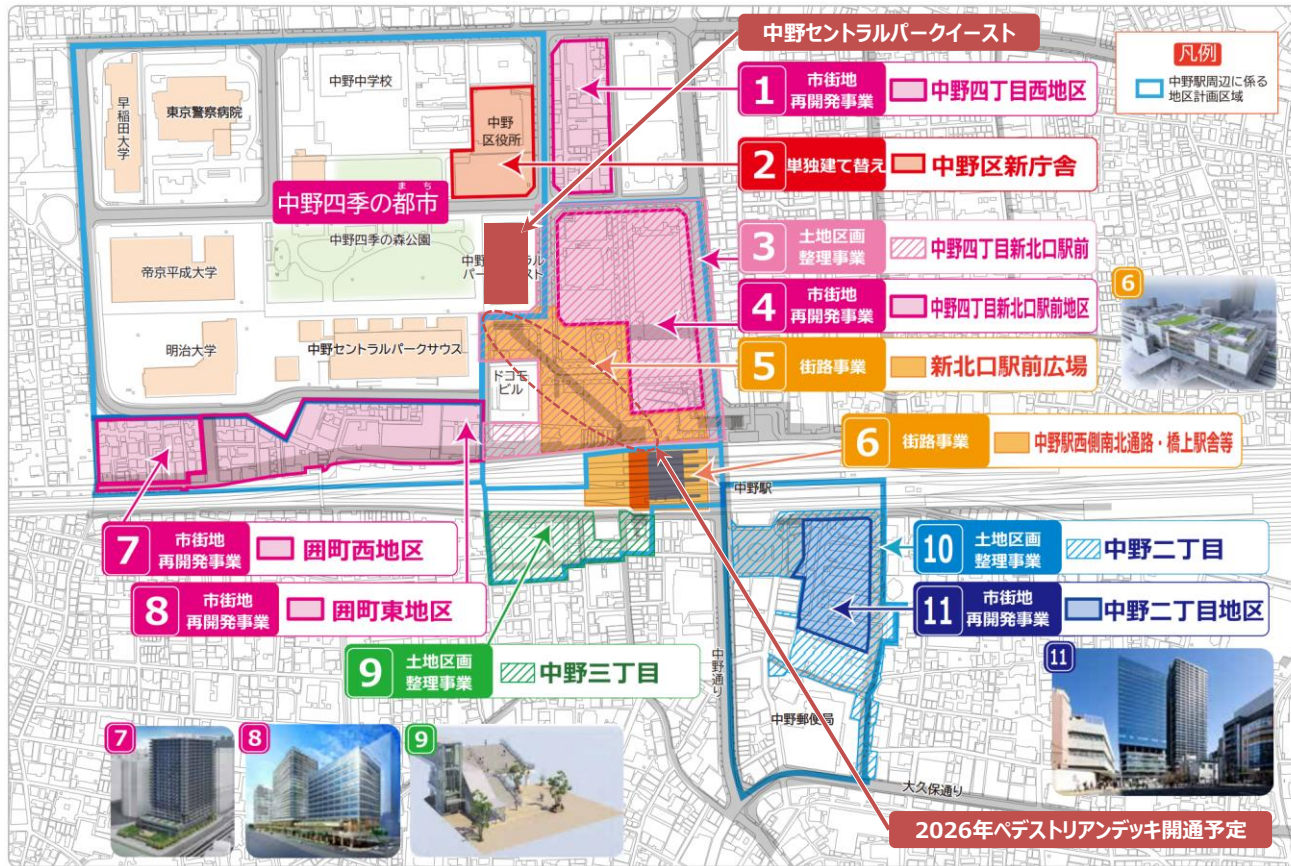 中野セントラルパークイースト
凡例
中野駅周辺に係る
地区計画区域
1
市街地
再開発事業
中野四丁目西地区
2
単独建て替え
中野区新庁舎
3
土地区画
整理事業
中野四丁目新北口駅前
4
市街地
再開発事業
中野四丁目新北口駅前地区
5
街路事業
新北口駅前広場
6
街路事業
中野駅西側南北通路・橋上駅舎等
6
早稲田大学
東京警察病院
中野中学校
中野
区役所
まち
中野四季の都市
中野四季の森公園
帝京平成大学
明治大学
中野セントラルパークサウス
ドコモ
ビル
中野駅
7
市街地
再開発事業
囲町西地区
8
市街地
再開発事業
囲町東地区
9
土地区画
整理事業
中野三丁目
10
土地区画
整理事業
中野二丁目
11
市街地
再開発事業
中野二丁目地区
中野通り
中野郵便局
大久保通り
7
8
9
11
2026年ペデストリアンデッキ開通予定